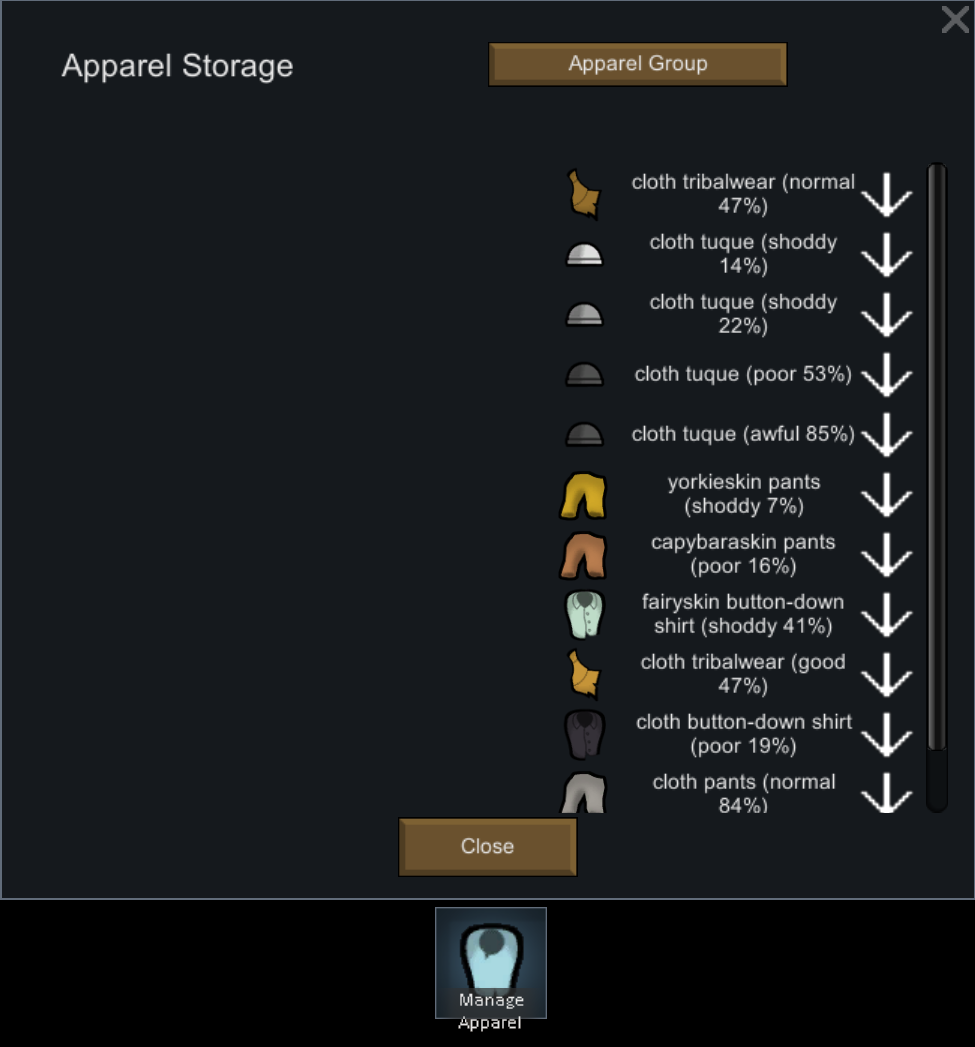 Apparel Storage
Apparel Group
cloth tribalwear (normal
47%)
cloth tuque (shoddy
14%)
cloth tuque (shoddy
22%)
cloth tuque (poor 53%)
cloth tuque (awful 85%)
yorkieskin pants
(shoddy 7%)
capybaraskin pants
(poor 16%)
fairyskin button-down
shirt (shoddy 41%)
cloth tribalwear (good
47%)
cloth button-down shirt
(poor 19%)
cloth pants (normal
84%)
Close
Manage
Apparel